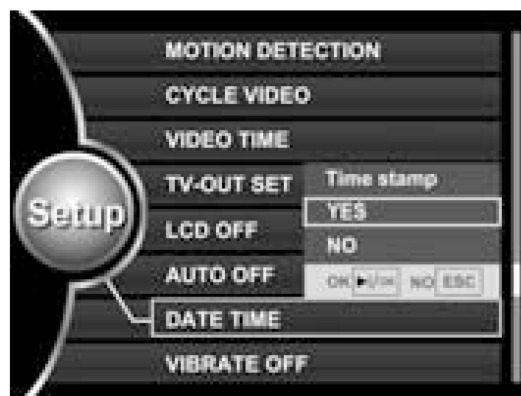 MOTION DETECTION
CYCLE VIDEO
VIDEO TIME
TV-OUT SET
Time stamp
Setup
YES
LCD OFF
NO
AUTO OFF
OK NO ESC
DATE TIME
VIBRATE OFF